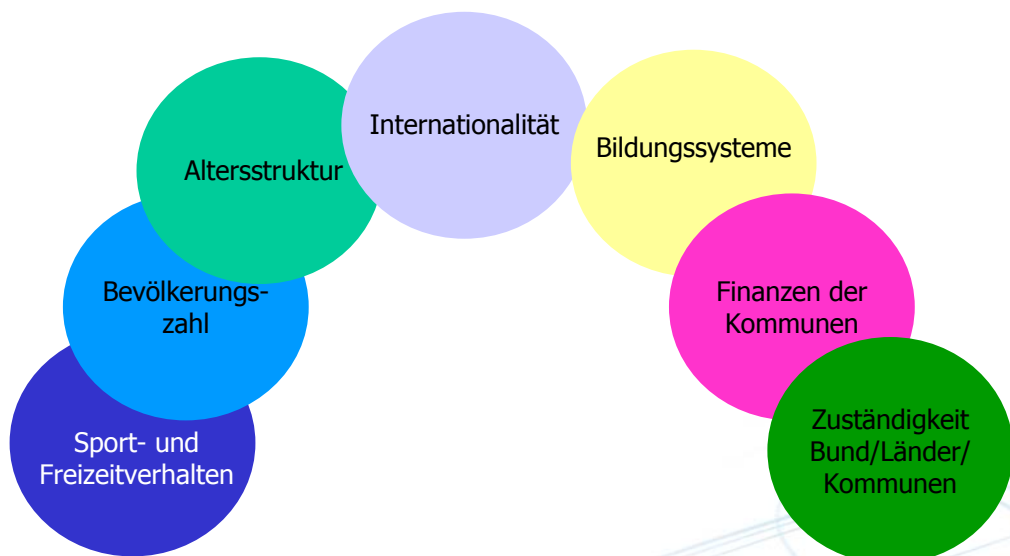 Internationalität
Bildungssysteme
Altersstruktur
Bevölkerungs-
zahl
Finanzen der
Kommunen
Sport- und
Freizeitverhalten
Zuständigkeit
Bund/Länder/
Kommunen